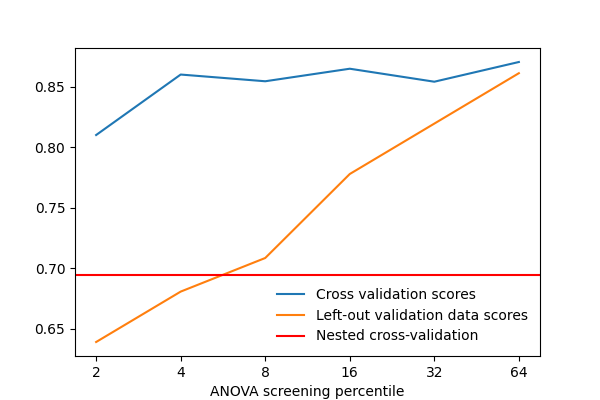 0.85
0.80
0.75
0.70
0.65
Cross validation scores
Left-out validation data scores
Nested cross-validation
2 4 8 16 32 64
ANOVA screening percentile